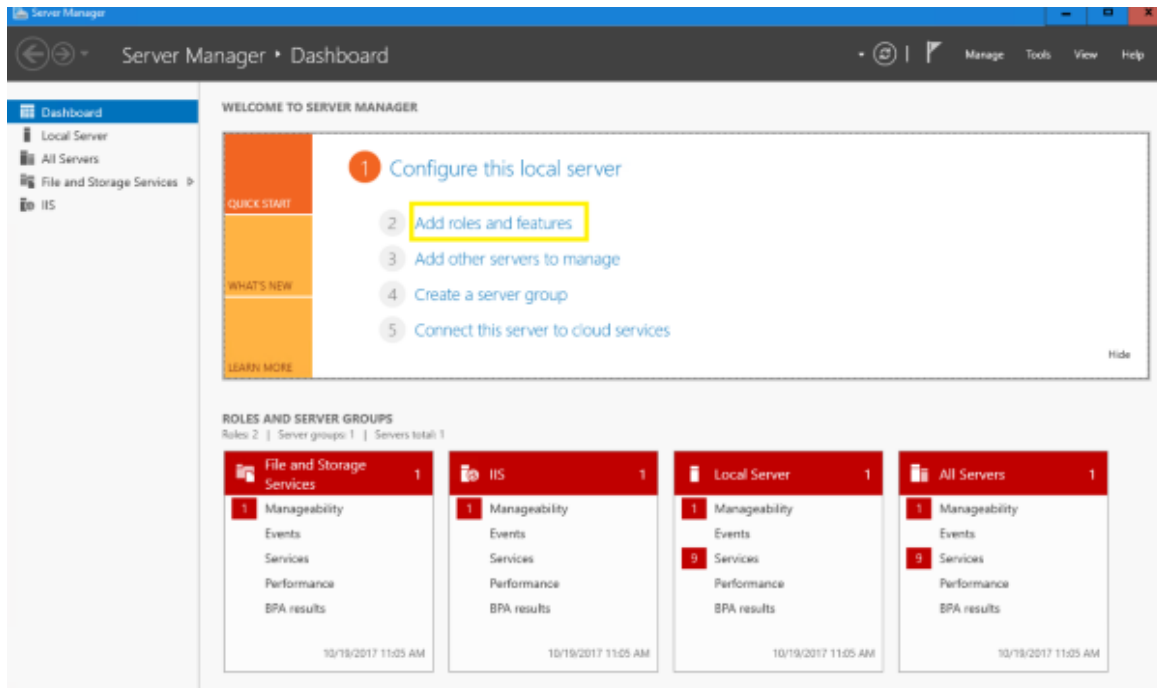 Server Manager
Server Manager • Dashboard
Manage Tools View Help
Dashboard
Local Server
All Servers
File and Storage Services
IIS
WELCOME TO SERVER MANAGER
QUICK START
WHAT'S NEW
LEARN MORE
1 Configure this local server
2 Add roles and features
3 Add other servers to manage
4 Create a server group
5 Connect this server to cloud services
Hide
ROLES AND SERVER GROUPS
Roles: 2 | Server groups: 1 | Servers total: 1
File and Storage
Services 1
1 Manageability
Events
Services
Performance
BPA results
10/19/2017 11:05 AM
IIS 1
1 Manageability
Events
Services
Performance
BPA results
10/19/2017 11:05 AM
Local Server 1
1 Manageability
Events
9 Services
Performance
BPA results
10/19/2017 11:05 AM
All Servers 1
1 Manageability
Events
9 Services
Performance
BPA results
10/19/2017 11:05 AM